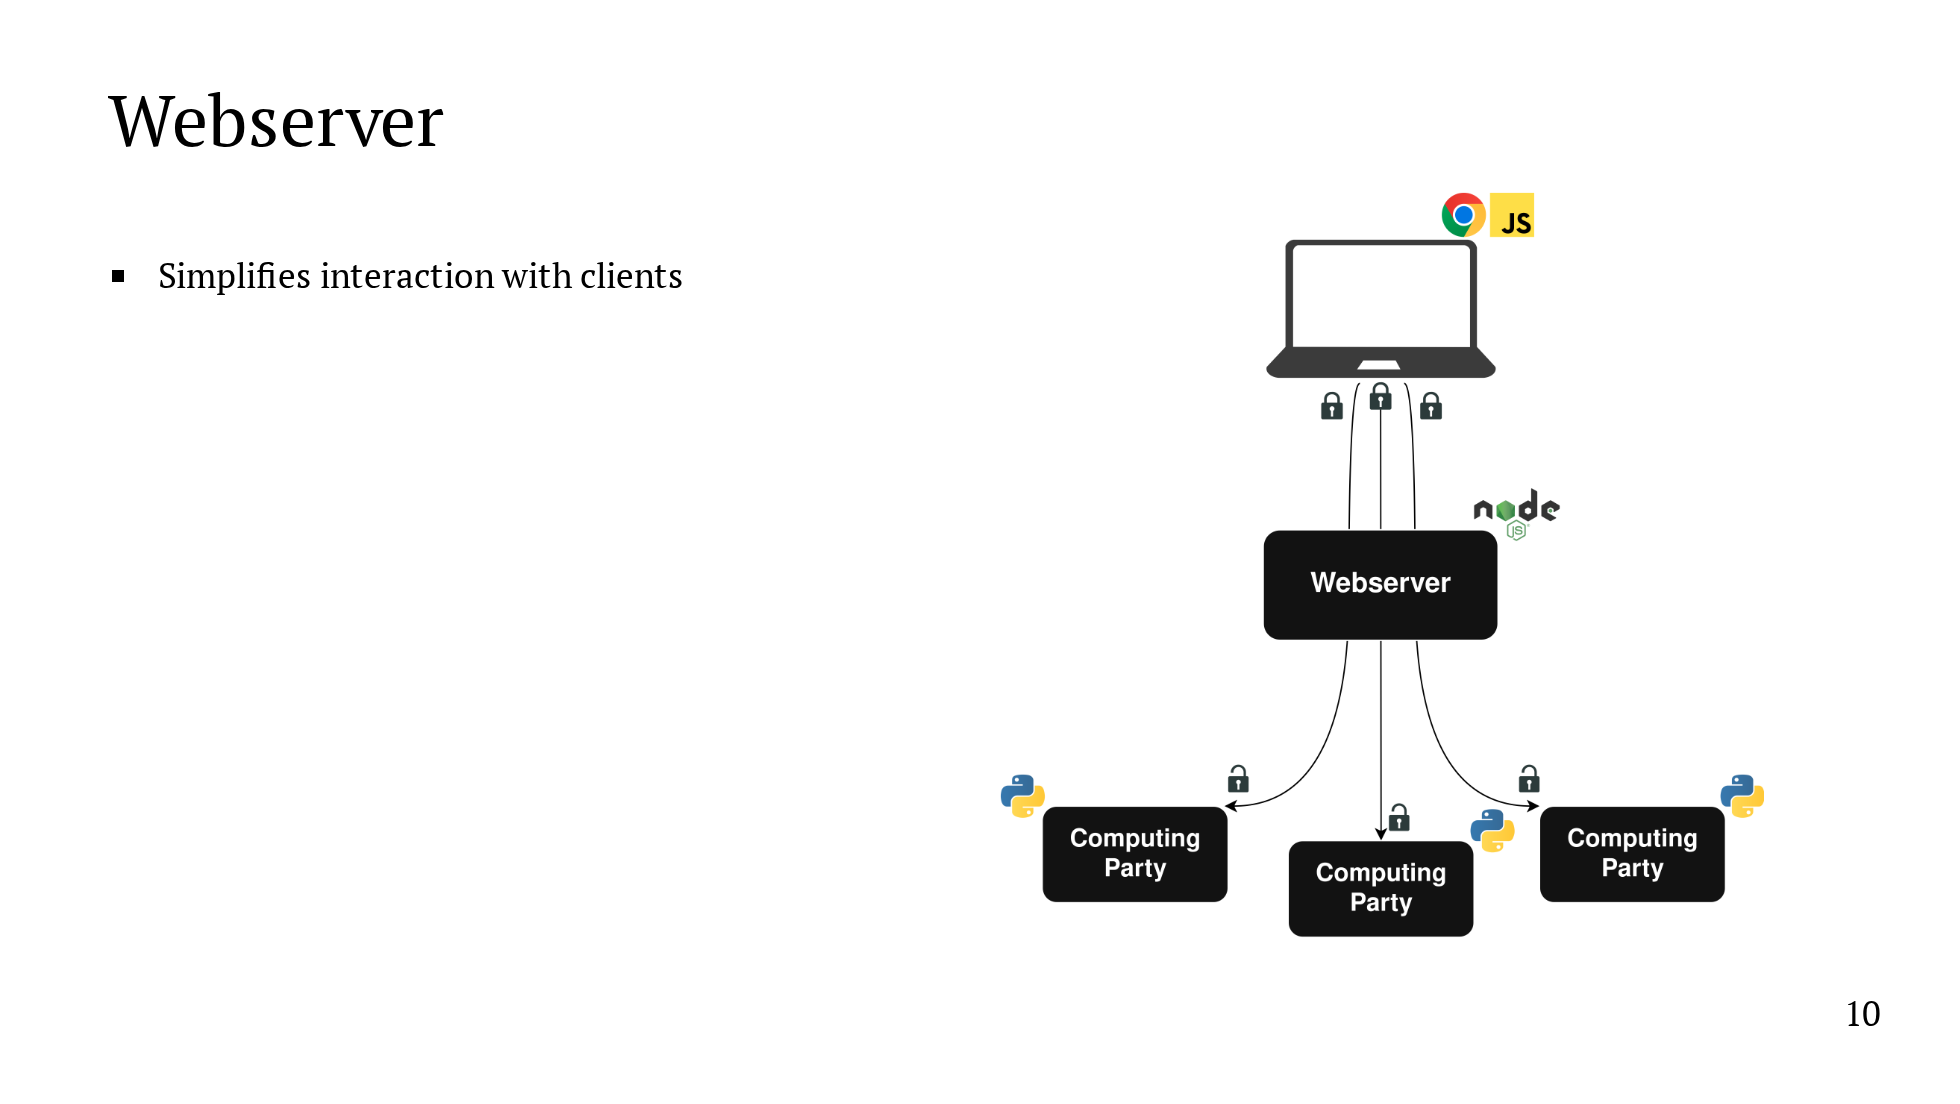 Webserver
▪ Simplifies interaction with clients
JS
node
JS
Webserver
Computing
Party
Computing
Party
Computing
Party
10